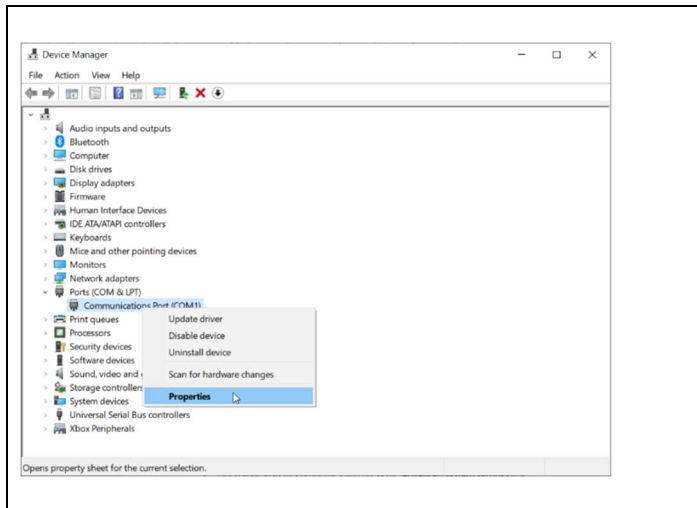 Device Manager
File Action View Help
Audio inputs and outputs
Bluetooth
Computer
Disk drives
Display adapters
Firmware
Human Interface Devices
IDE ATA/ATAPI controllers
Keyboards
Mice and other pointing devices
Monitors
Network adapters
Ports (COM & LPT)
Communications Port (COM1)
Print queues
Processors
Security devices
Software devices
Sound, video and
Storage controllers
System devices
Universal Serial Bus controllers
Xbox Peripherals
Update driver
Disable device
Uninstall device
Scan for hardware changes
Properties
Opens property sheet for the current selection.